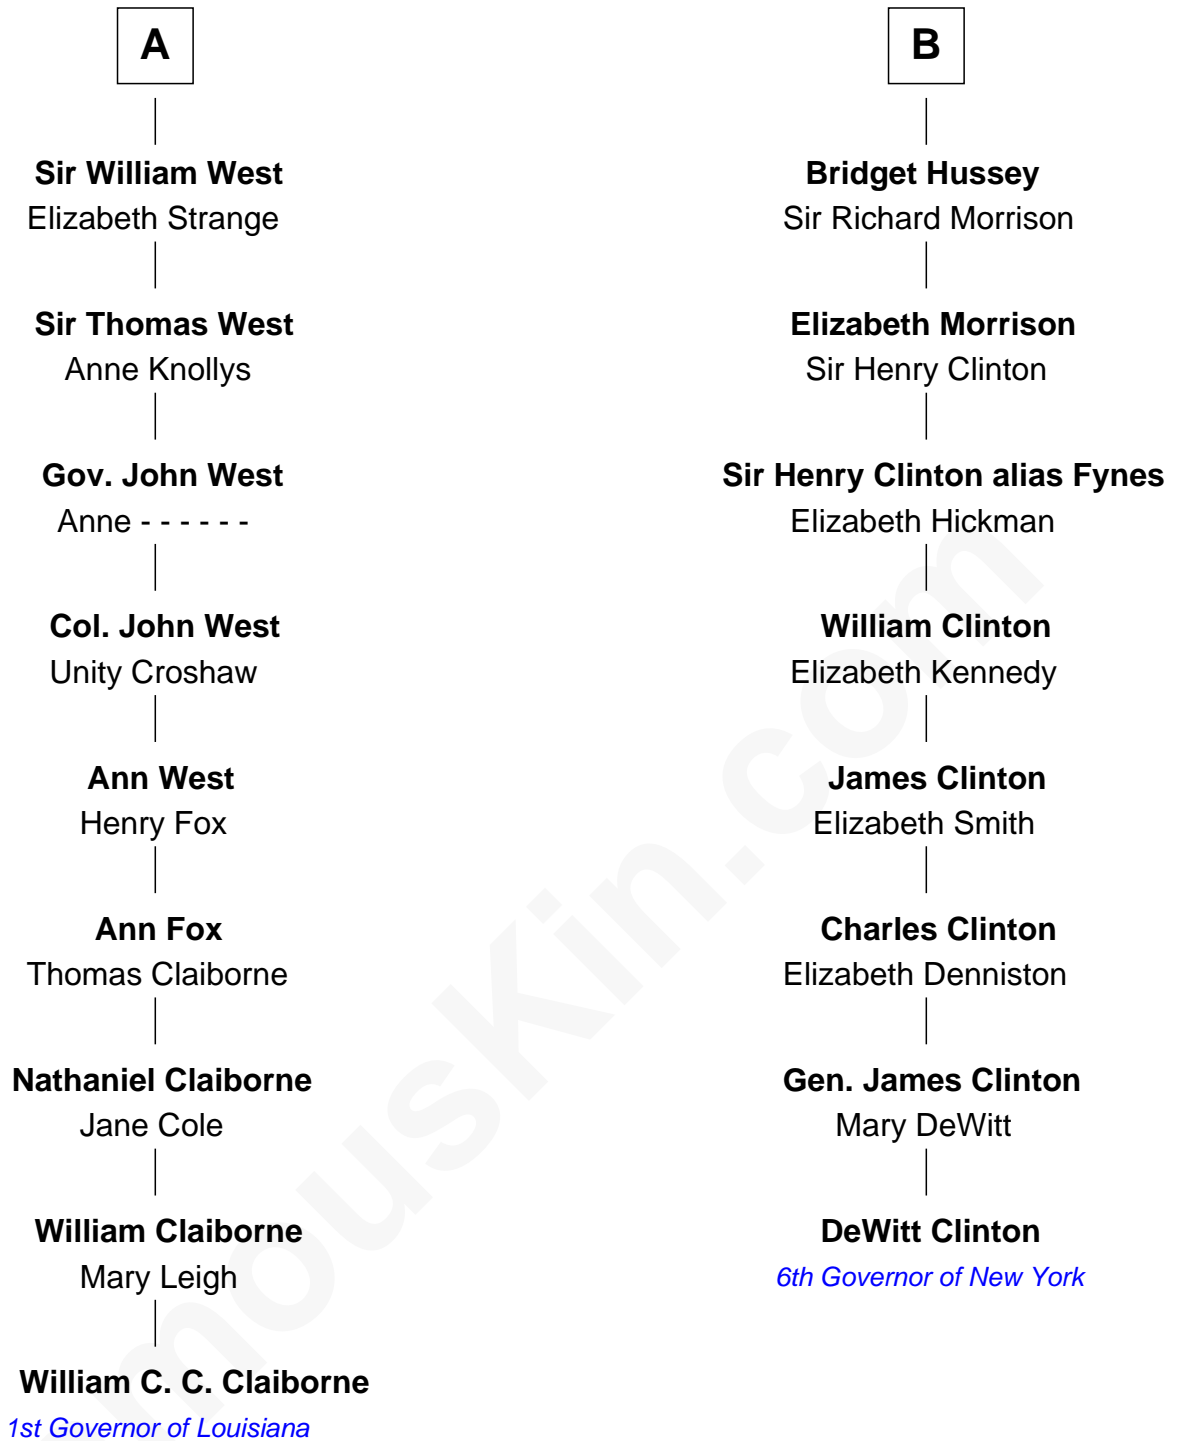 A
Sir William West
Elizabeth Strange
Sir Thomas West
Anne Knollys
Gov. John West
Anne - - - - - -
Col. John West
Unity Croshaw
Ann West
Henry Fox
Ann Fox
Thomas Claiborne
Nathaniel Claiborne
Jane Cole
William Claiborne
Mary Leigh
William C. C. Claiborne
1st Governor of Louisiana
B
Bridget Hussey
Sir Richard Morrison
Elizabeth Morrison
Sir Henry Clinton
Sir Henry Clinton alias Fynes
Elizabeth Hickman
William Clinton
Elizabeth Kennedy
James Clinton
Elizabeth Smith
Charles Clinton
Elizabeth Denniston
Gen. James Clinton
Mary DeWitt
DeWitt Clinton
6th Governor of New York
mousKin.com